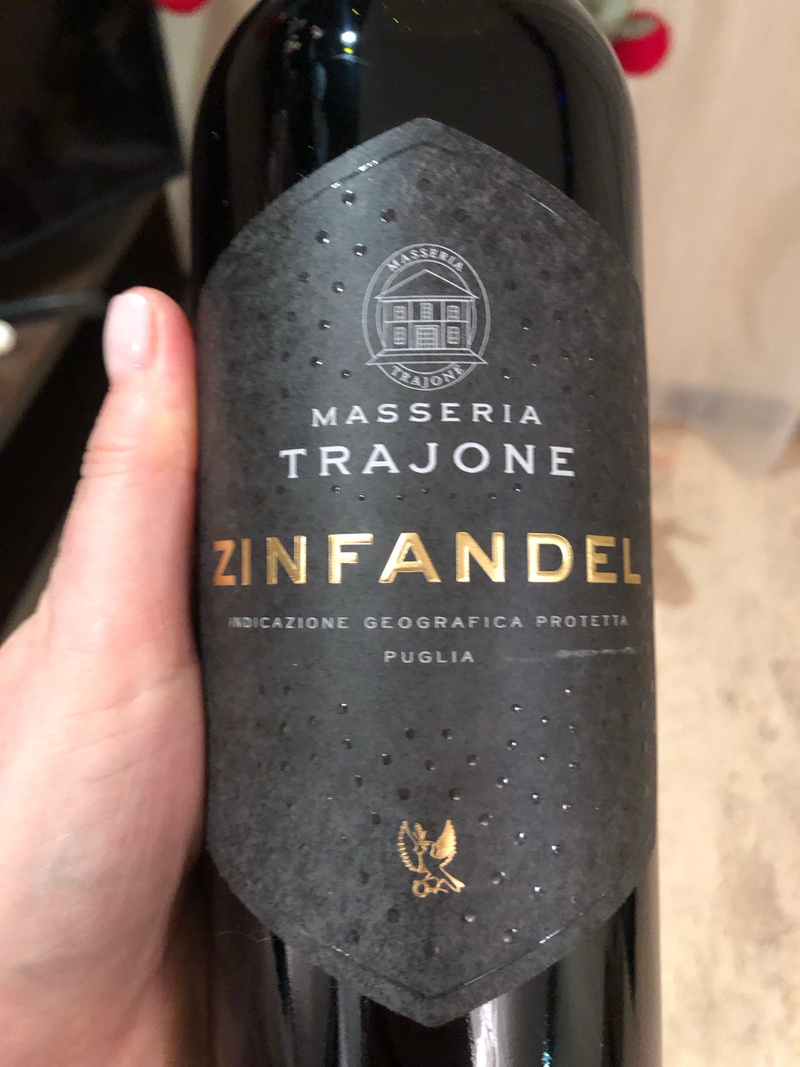 MASSERIA
TRAJONE
MASSERIA
TRAJONE
ZINFANDEL
INDICAZIONE GEOGRAFICA PROTETTA
PUGLIA